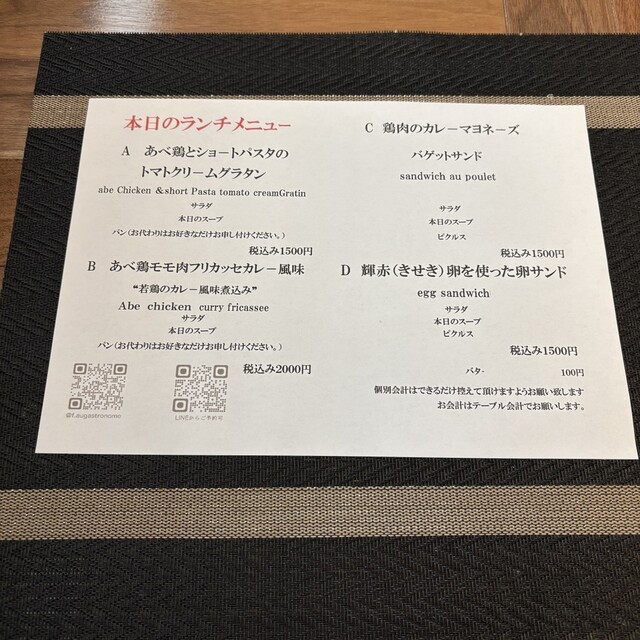 本日のランチメニュー
A あべ鶏とショートパスタの
トマトクリームグラタン
abe Chicken &short Pasta tomato creamGratin
サラダ
本日のスープ
パン(お代わりはお好きなだけお申し付けください。)
税込み1500円
B あべ鶏モモ肉フリカッセカレー風味
“若鶏のカレー風味煮込み”
Abe chicken curry fricassee
サラダ
本日のスープ
パン(お代わりはお好きなだけお申し付けください。)
税込み2000円
@f.augastronomo
LINEからご予約可
C 鶏肉のカレーマヨネーズ
バゲットサンド
sandwich au poulet
サラダ
本日のスープ
ピクルス
税込み1500円
D 輝赤(きせき)卵を使った卵サンド
egg sandwich
サラダ
本日のスープ
ピクルス
税込み1500円
バター 100円
個別会計はできるだけ控えて頂けますようお願い致します
お会計はテーブル会計でお願いします。